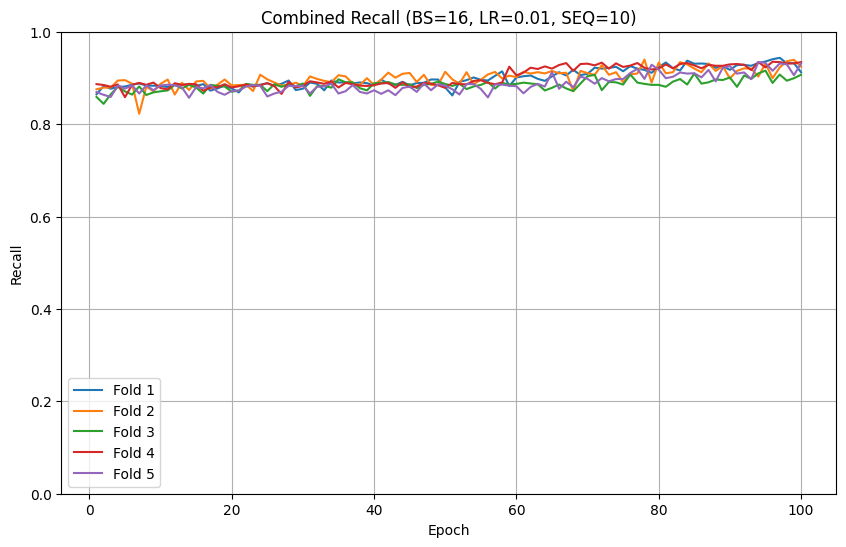 Combined Recall (BS=16, LR=0.01, SEQ=10)
1.0
0.8
0.6
0.4
0.2
0.0
Recall
Fold 1
Fold 2
Fold 3
Fold 4
Fold 5
0 20 40 60 80 100
Epoch